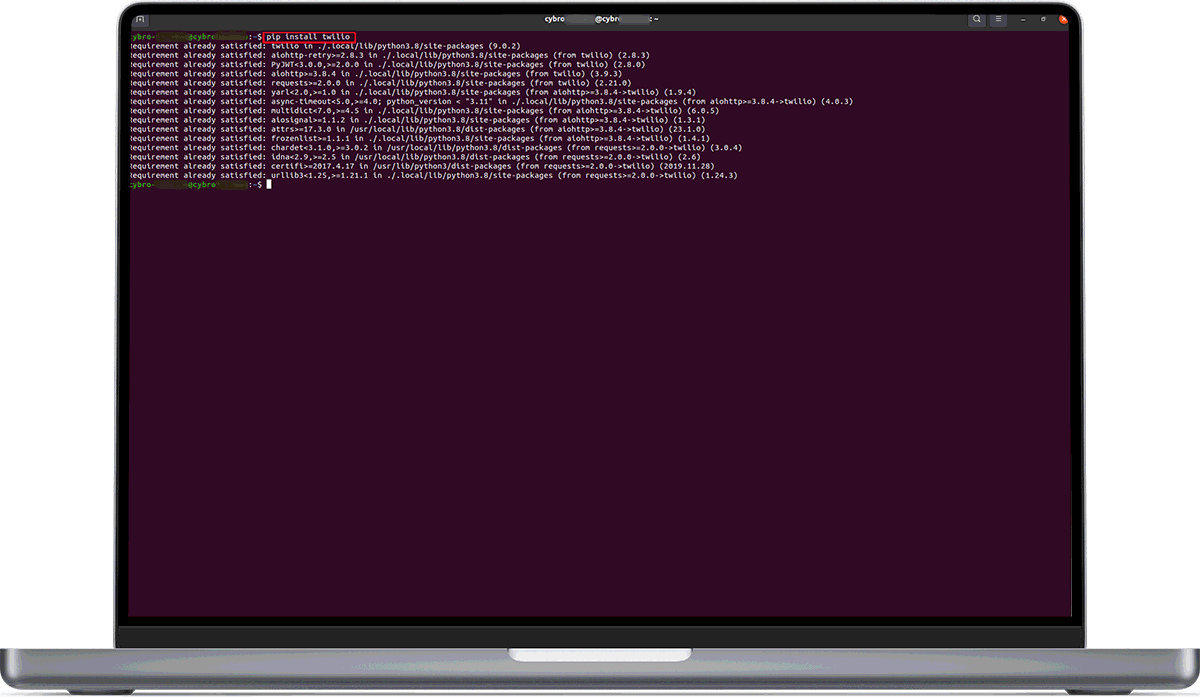 cybro @cybro : ~
cybro- @cybro :~$ pip install twilio
Requirement already satisfied: twilio in ./.local/lib/python3.8/site-packages (9.0.2)
Requirement already satisfied: aiohttp-retry>=2.8.3 in ./.local/lib/python3.8/site-packages (from twilio) (2.8.3)
Requirement already satisfied: PyJWT<3.0.0,>=2.0.0 in ./.local/lib/python3.8/site-packages (from twilio) (2.8.0)
Requirement already satisfied: aiohttp>=3.8.4 in ./.local/lib/python3.8/site-packages (from twilio) (3.9.3)
Requirement already satisfied: requests>=2.0.0 in ./.local/lib/python3.8/site-packages (from twilio) (2.21.0)
Requirement already satisfied: yarl<2.0,>=1.0 in ./.local/lib/python3.8/site-packages (from aiohttp>=3.8.4->twilio) (1.9.4)
Requirement already satisfied: async-timeout<5.0,>=4.0; python_version < "3.11" in ./.local/lib/python3.8/site-packages (from aiohttp>=3.8.4->twilio) (4.0.3)
Requirement already satisfied: multidict<7.0,>=4.5 in ./.local/lib/python3.8/site-packages (from aiohttp>=3.8.4->twilio) (6.0.5)
Requirement already satisfied: aiosignal>=1.1.2 in ./.local/lib/python3.8/site-packages (from aiohttp>=3.8.4->twilio) (1.3.1)
Requirement already satisfied: attrs>=17.3.0 in /usr/local/lib/python3.8/dist-packages (from aiohttp>=3.8.4->twilio) (23.1.0)
Requirement already satisfied: frozenlist>=1.1.1 in ./.local/lib/python3.8/site-packages (from aiohttp>=3.8.4->twilio) (1.4.1)
Requirement already satisfied: chardet<3.1.0,>=3.0.2 in /usr/local/lib/python3.8/dist-packages (from requests>=2.0.0->twilio) (3.0.4)
Requirement already satisfied: idna<2.9,>=2.5 in /usr/local/lib/python3.8/dist-packages (from requests>=2.0.0->twilio) (2.6)
Requirement already satisfied: certifi>=2017.4.17 in /usr/lib/python3/dist-packages (from requests>=2.0.0->twilio) (2019.11.28)
Requirement already satisfied: urllib3<1.25,>=1.21.1 in ./.local/lib/python3.8/site-packages (from requests>=2.0.0->twilio) (1.24.3)
cybro- @cybro :~$